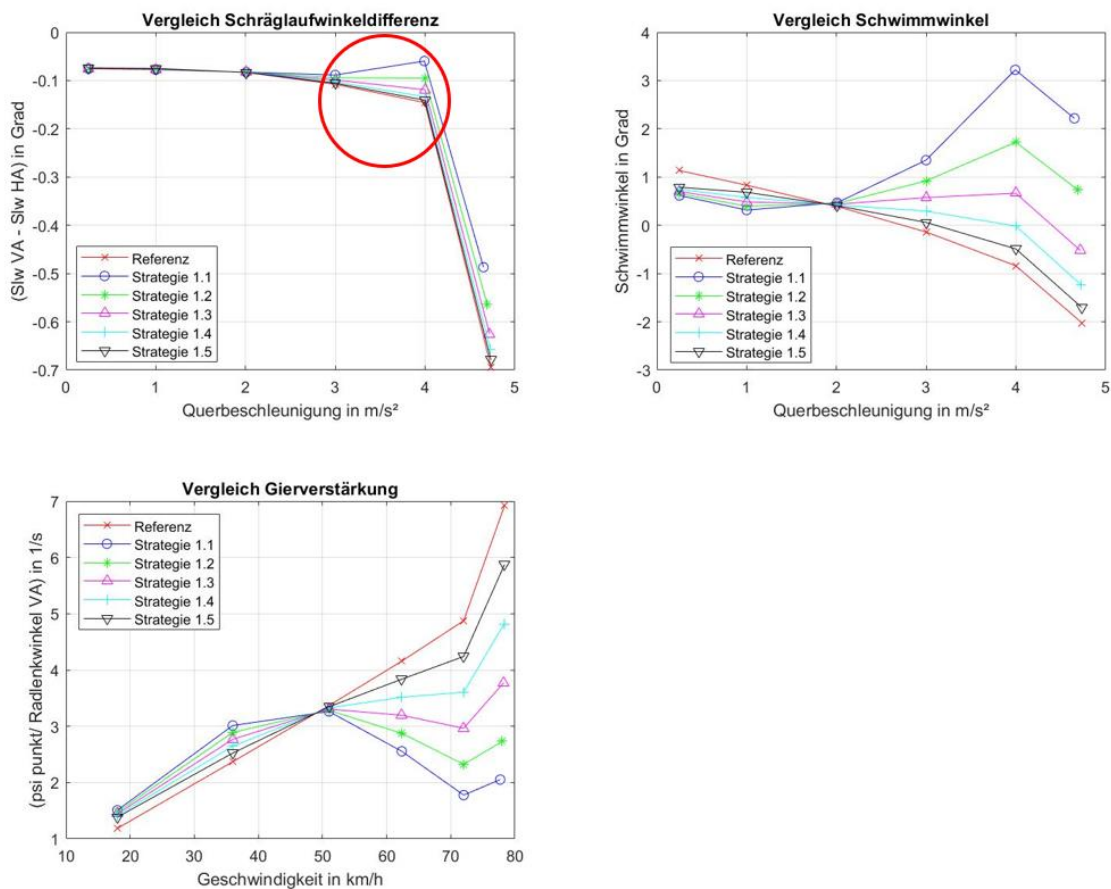 Vergleich Schräglaufwinkeldifferenz
(Slw VA - Slw HA) in Grad
0
-0.1
-0.2
-0.3
-0.4
-0.5
-0.6
-0.7
Referenz
Strategie 1.1
Strategie 1.2
Strategie 1.3
Strategie 1.4
Strategie 1.5
0 1 2 3 4 5
Querbeschleunigung in m/s²
Vergleich Schwimmwinkel
Schwimmwinkel in Grad
4
3
2
1
0
-1
-2
-3
Referenz
Strategie 1.1
Strategie 1.2
Strategie 1.3
Strategie 1.4
Strategie 1.5
0 1 2 3 4 5
Querbeschleunigung in m/s²
Vergleich Gierverstärkung
(psi punkt/ Radlenkwinkel VA) in 1/s
7
6
5
4
3
2
1
Referenz
Strategie 1.1
Strategie 1.2
Strategie 1.3
Strategie 1.4
Strategie 1.5
10 20 30 40 50 60 70 80
Geschwindigkeit in km/h